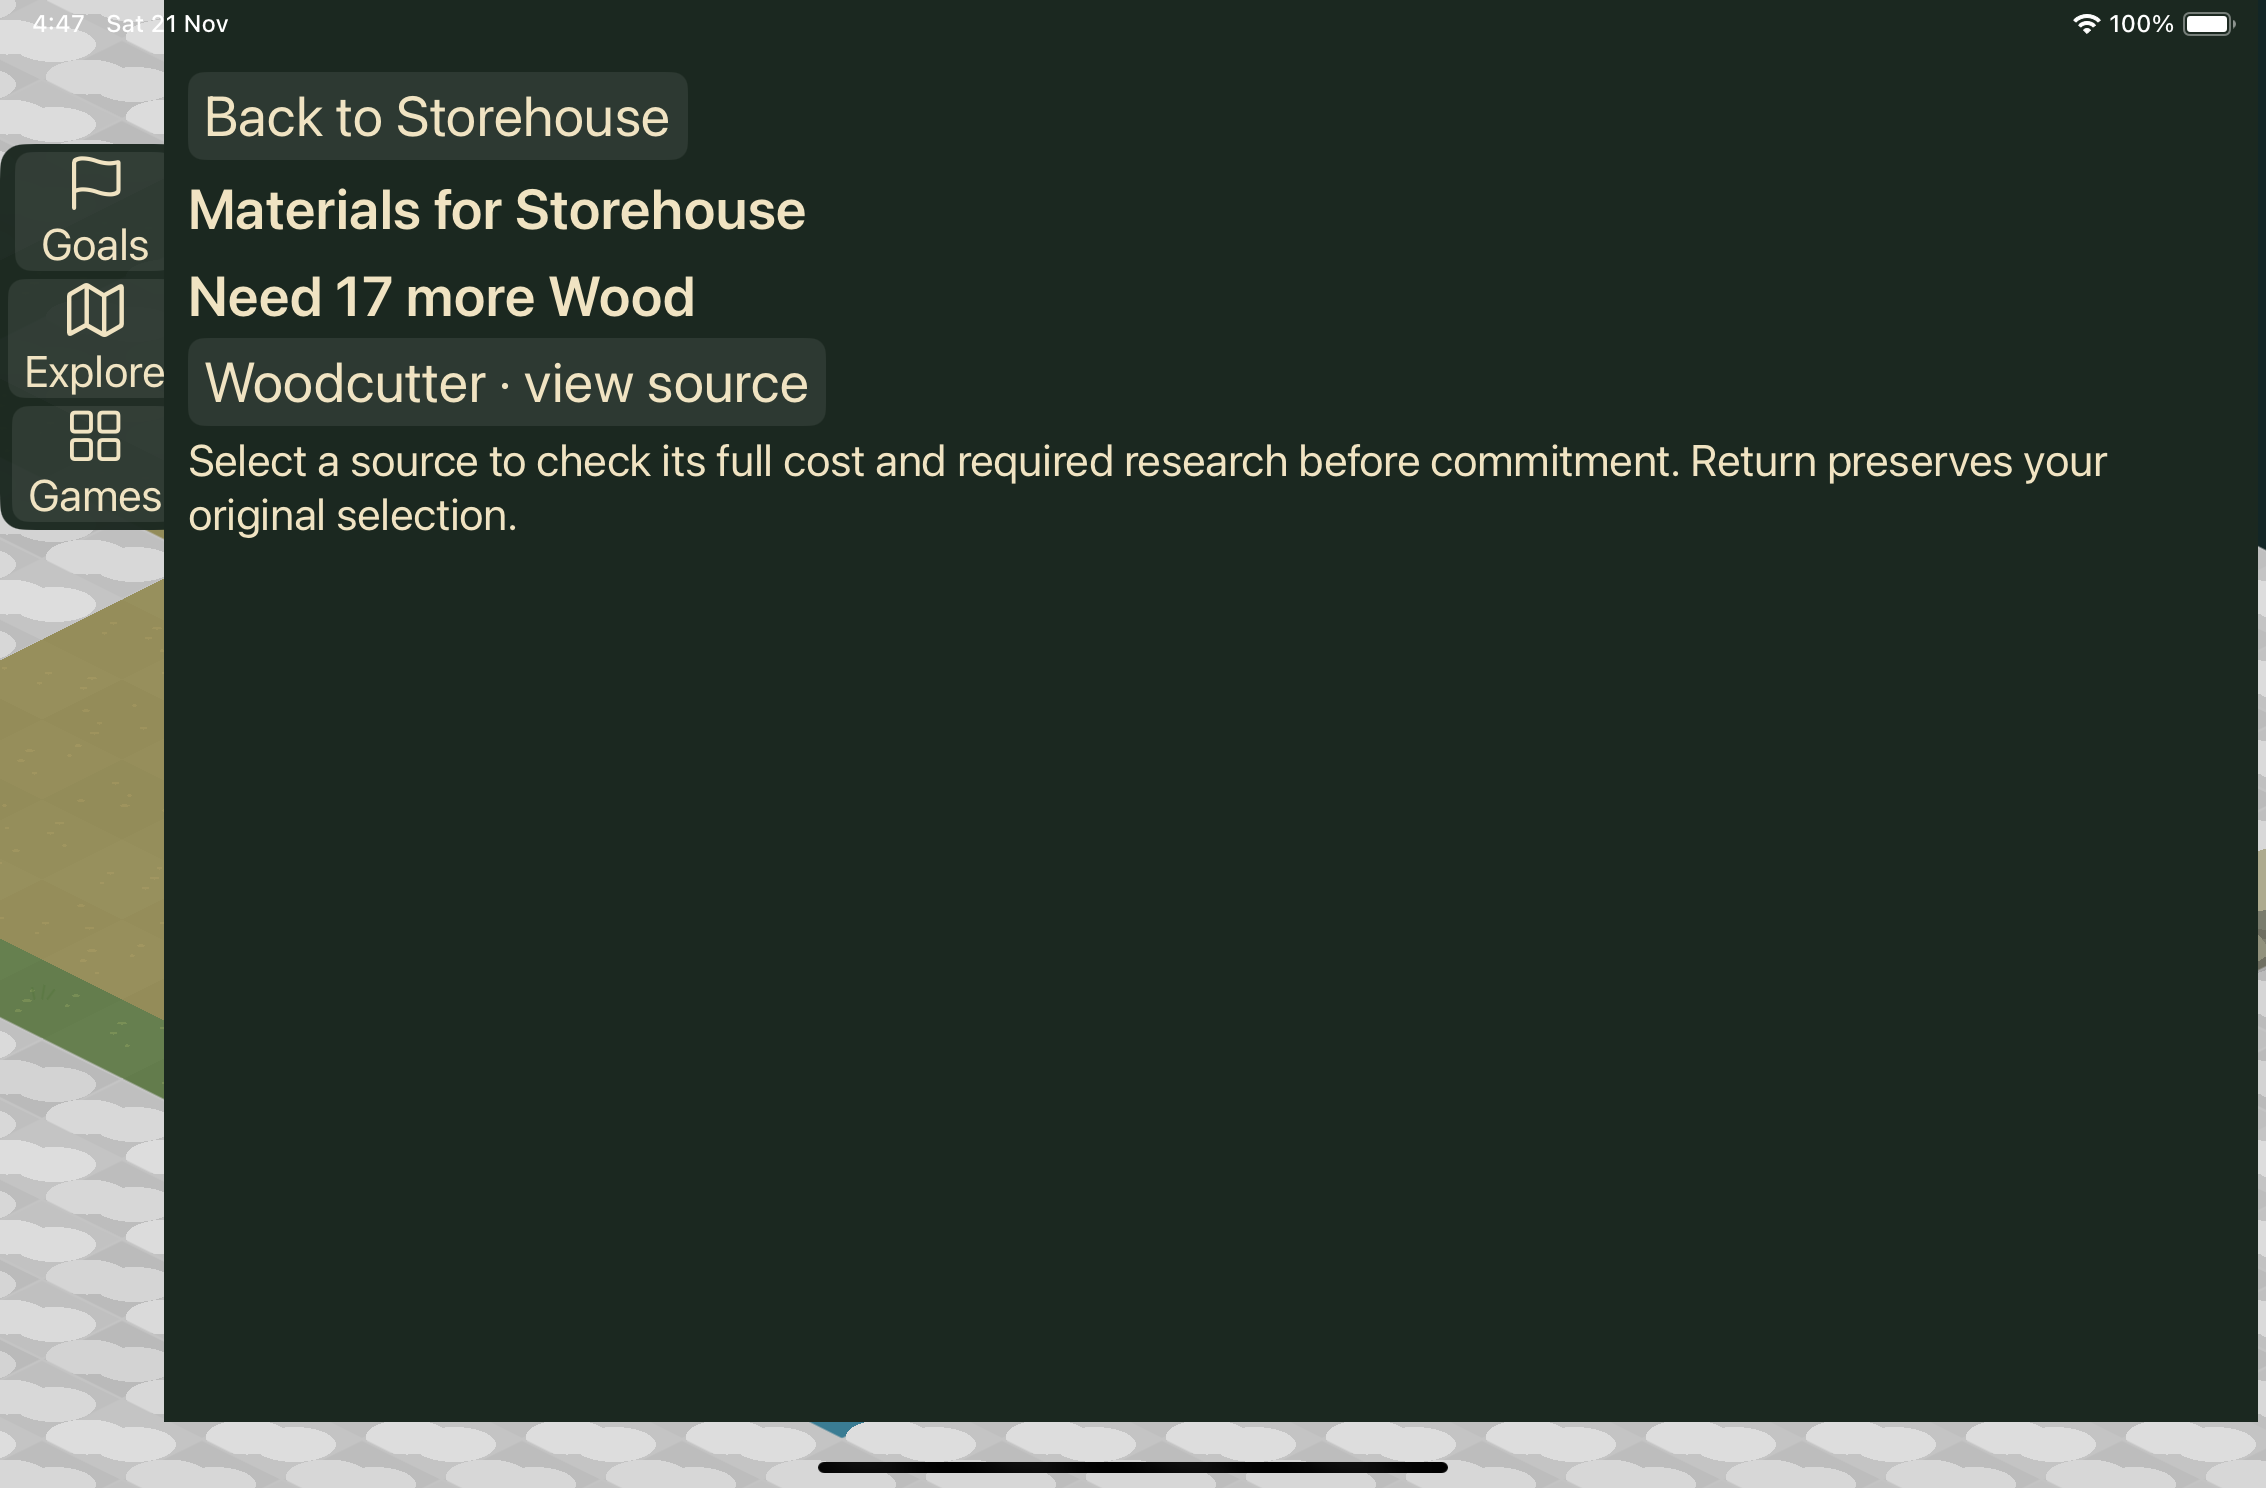 4:47 Sat 21 Nov
100%
Back to Storehouse
Materials for Storehouse
Goals
Need 17 more Wood
Explore
Woodcutter · view source
Games
Select a source to check its full cost and required research before commitment. Return preserves your
original selection.